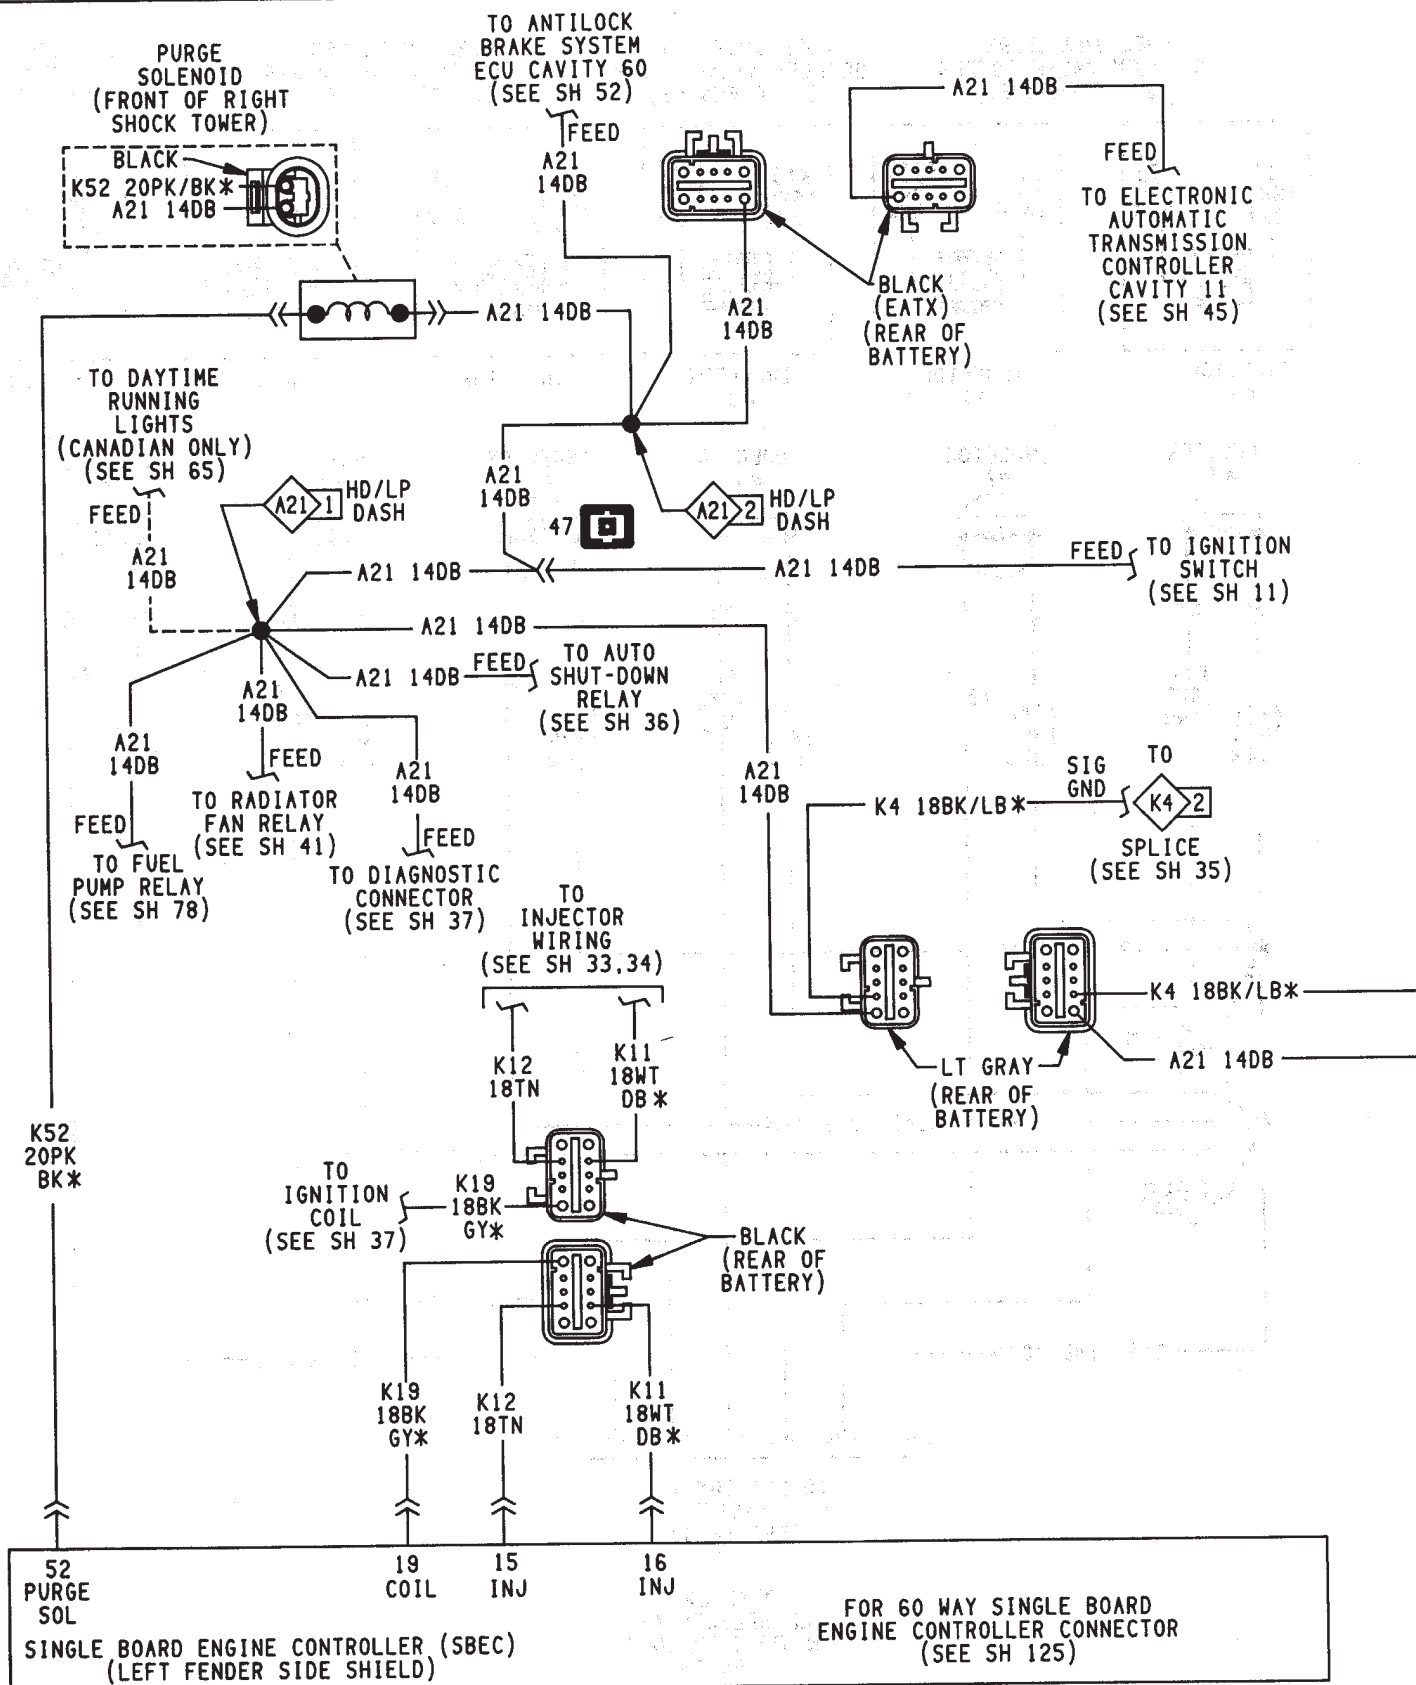 TO ANTILOCK
BRAKE SYSTEM
ECU CAVITY 60
(SEE SH 52)
FEED
A21
14DB
PURGE
SOLENOID
(FRONT OF RIGHT
SHOCK TOWER)
BLACK
K52 20PK/BK*
A21 14DB
A21 14DB
FEED
TO ELECTRONIC
AUTOMATIC
TRANSMISSION
CONTROLLER
CAVITY 11
(SEE SH 45)
BLACK
(EATX)
(REAR OF
BATTERY)
A21
14DB
A21 14DB
TO DAYTIME
RUNNING
LIGHTS
(CANADIAN ONLY)
(SEE SH 65)
FEED
A21
14DB
A21 1
HD/LP
DASH
A21
14DB
47
A21 2
HD/LP
DASH
A21 14DB
A21 14DB
FEED
TO IGNITION
SWITCH
(SEE SH 11)
A21 14DB
A21 14DB
FEED
TO AUTO
SHUT-DOWN
RELAY
(SEE SH 36)
A21
14DB
FEED
TO RADIATOR
FAN RELAY
(SEE SH 41)
A21
14DB
FEED
TO FUEL
PUMP RELAY
(SEE SH 78)
A21
14DB
FEED
TO DIAGNOSTIC
CONNECTOR
(SEE SH 37)
A21
14DB
K4 18BK/LB*
SIG
GND
TO
K4 2
SPLICE
(SEE SH 35)
TO
INJECTOR
WIRING
(SEE SH 33,34)
K4 18BK/LB*
A21 14DB
LT GRAY
(REAR OF
BATTERY)
K12
18TN
K11
18WT
DB*
K52
20PK
BK*
TO
IGNITION
COIL
(SEE SH 37)
K19
18BK
GY*
BLACK
(REAR OF
BATTERY)
K19
18BK
GY*
K12
18TN
K11
18WT
DB*
52
PURGE
SOL
19
COIL
15
INJ
16
INJ
SINGLE BOARD ENGINE CONTROLLER (SBEC)
(LEFT FENDER SIDE SHIELD)
FOR 60 WAY SINGLE BOARD
ENGINE CONTROLLER CONNECTOR
(SEE SH 125)